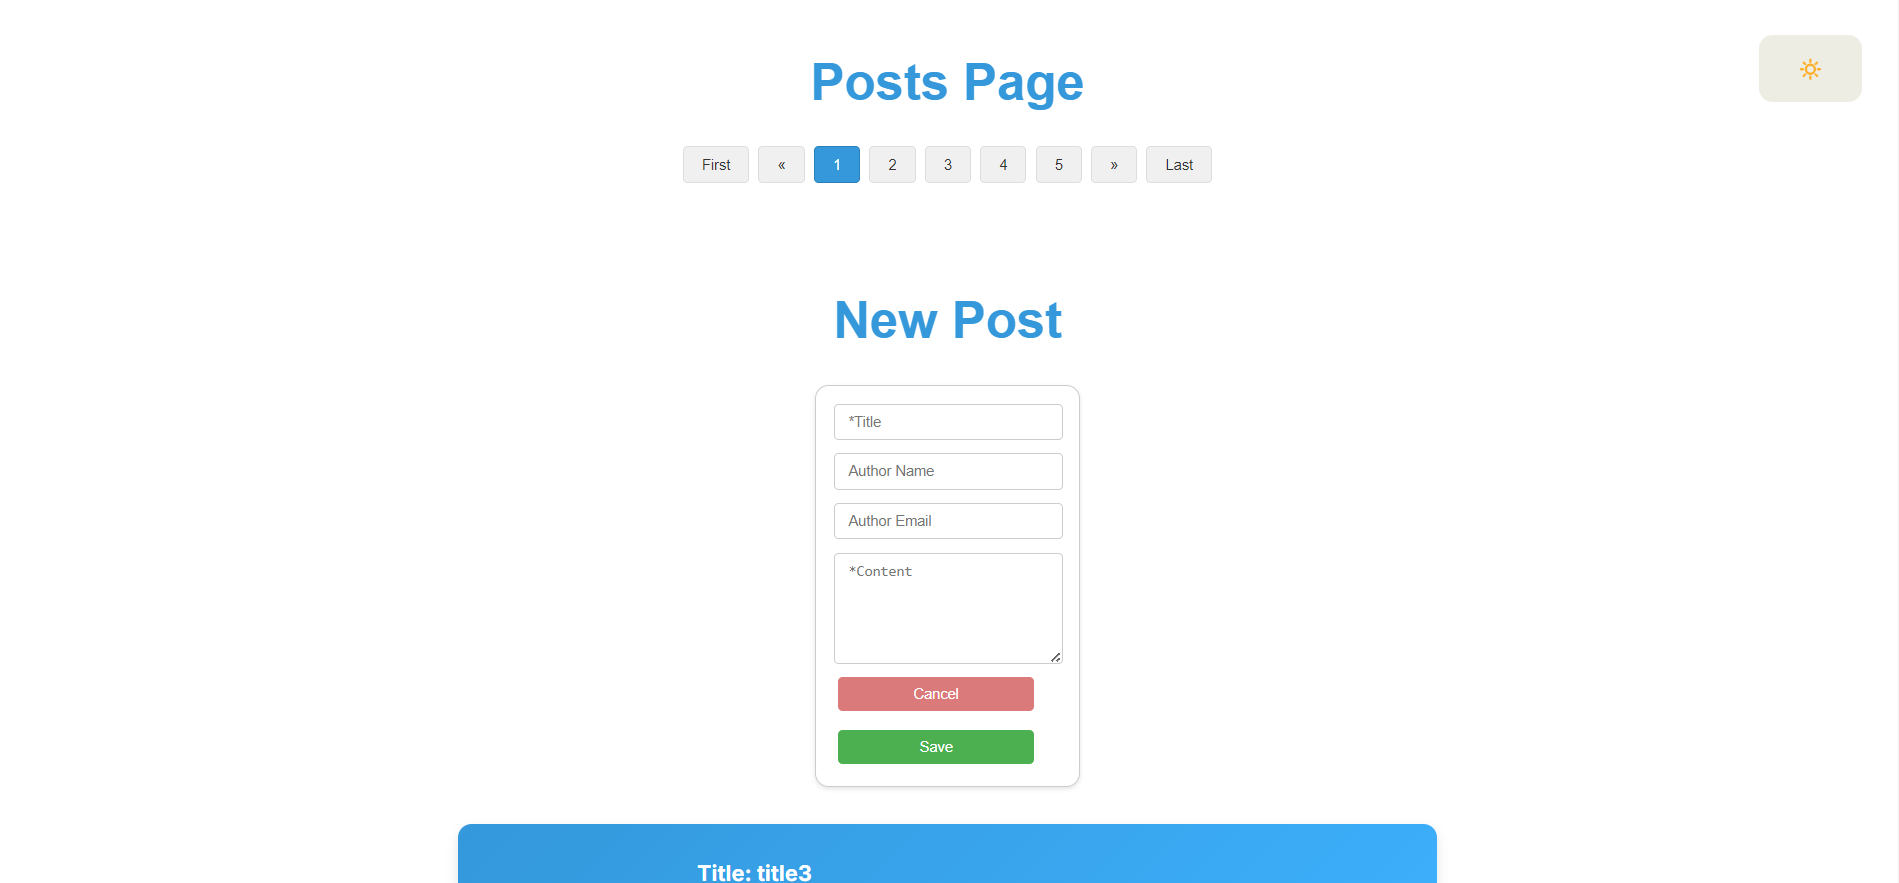 Posts Page
First « 1 2 3 4 5 » Last
New Post
*Title
Author Name
Author Email
*Content
Cancel
Save
Title: title3